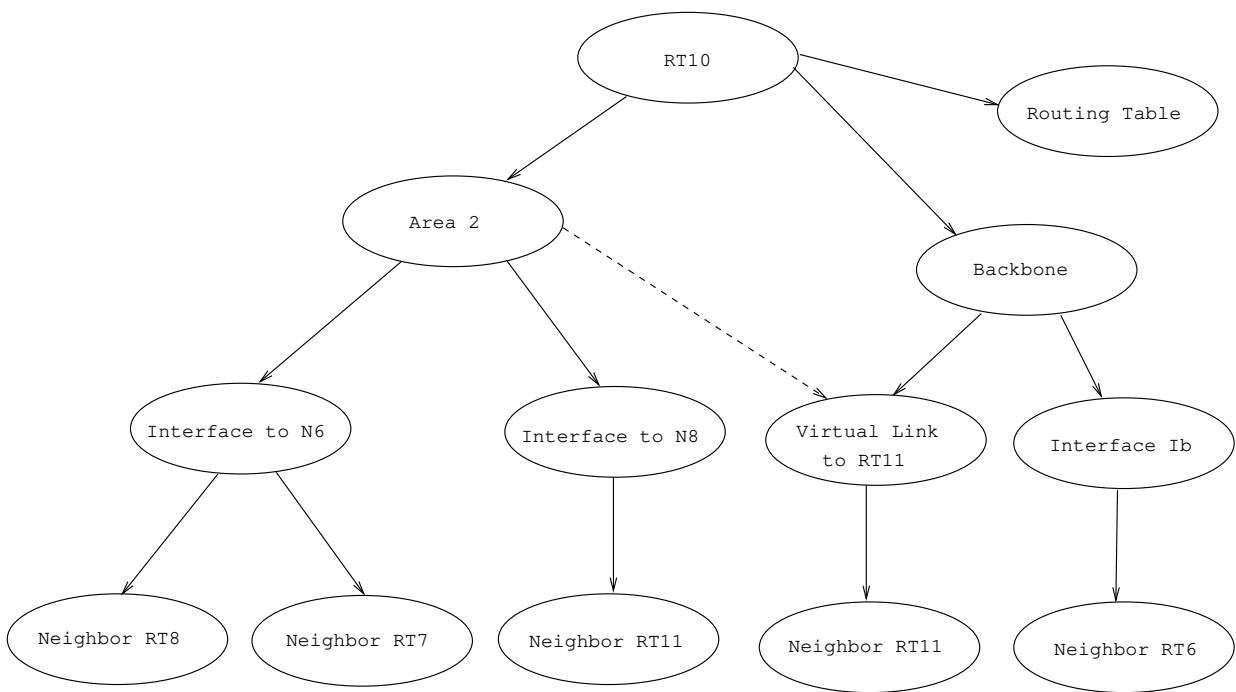 RT10
Routing Table
Area 2
Backbone
Interface to N6
Interface to N8
Virtual Link
to RT11
Interface Ib
Neighbor RT8
Neighbor RT7
Neighbor RT11
Neighbor RT11
Neighbor RT6